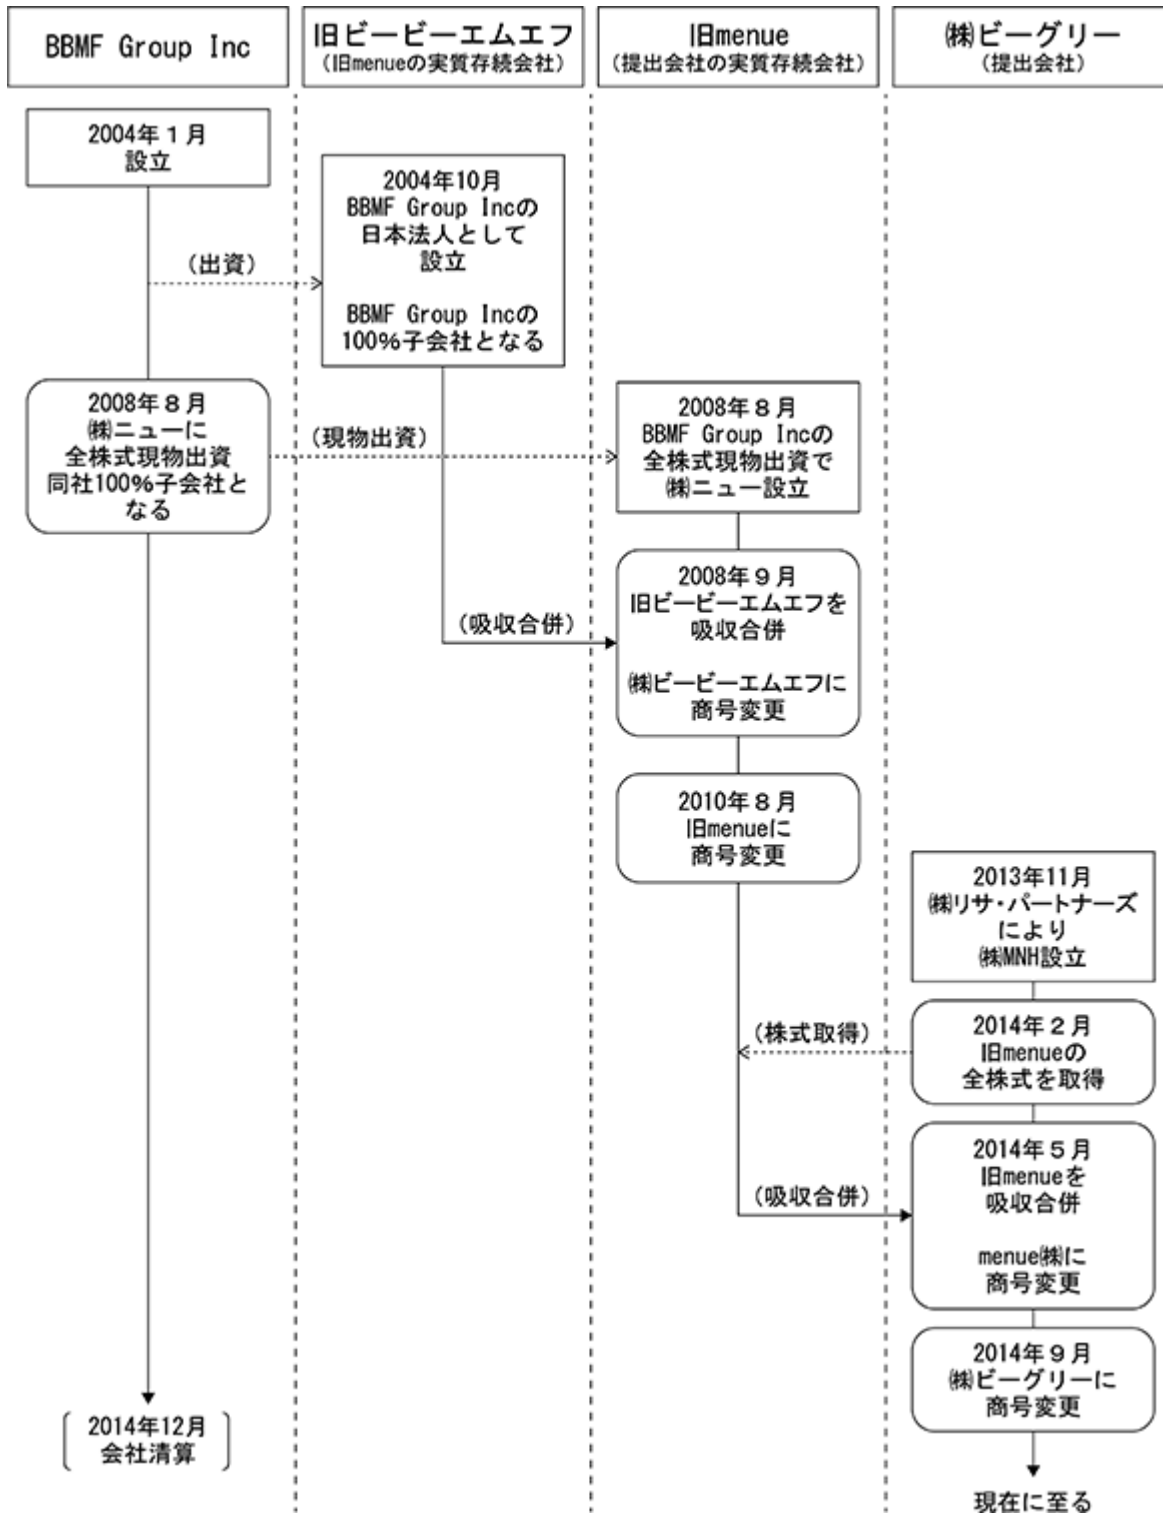 BBMF Group Inc
旧ビービーエムエフ
(旧menueの実質存続会社)
旧menue
(提出会社の実質存続会社)
㈱ビーグリー
(提出会社)
2004年1月
設立
(出資)
2004年10月
BBMF Group Incの
日本法人として
設立
BBMF Group Incの
100%子会社となる
2008年8月
㈱ニューに
全株式現物出資
同社100%子会社と
なる
(現物出資)
2008年8月
BBMF Group Incの
全株式現物出資で
㈱ニュー設立
(吸収合併)
2008年9月
旧ビービーエムエフを
吸収合併
㈱ビービーエムエフに
商号変更
2010年8月
旧menueに
商号変更
2013年11月
㈱リサ・パートナーズ
により
㈱MNH設立
(株式取得)
2014年2月
旧menueの
全株式を取得
(吸収合併)
2014年5月
旧menueを
吸収合併
menue㈱に
商号変更
2014年9月
㈱ビーグリーに
商号変更
2014年12月
会社清算
現在に至る